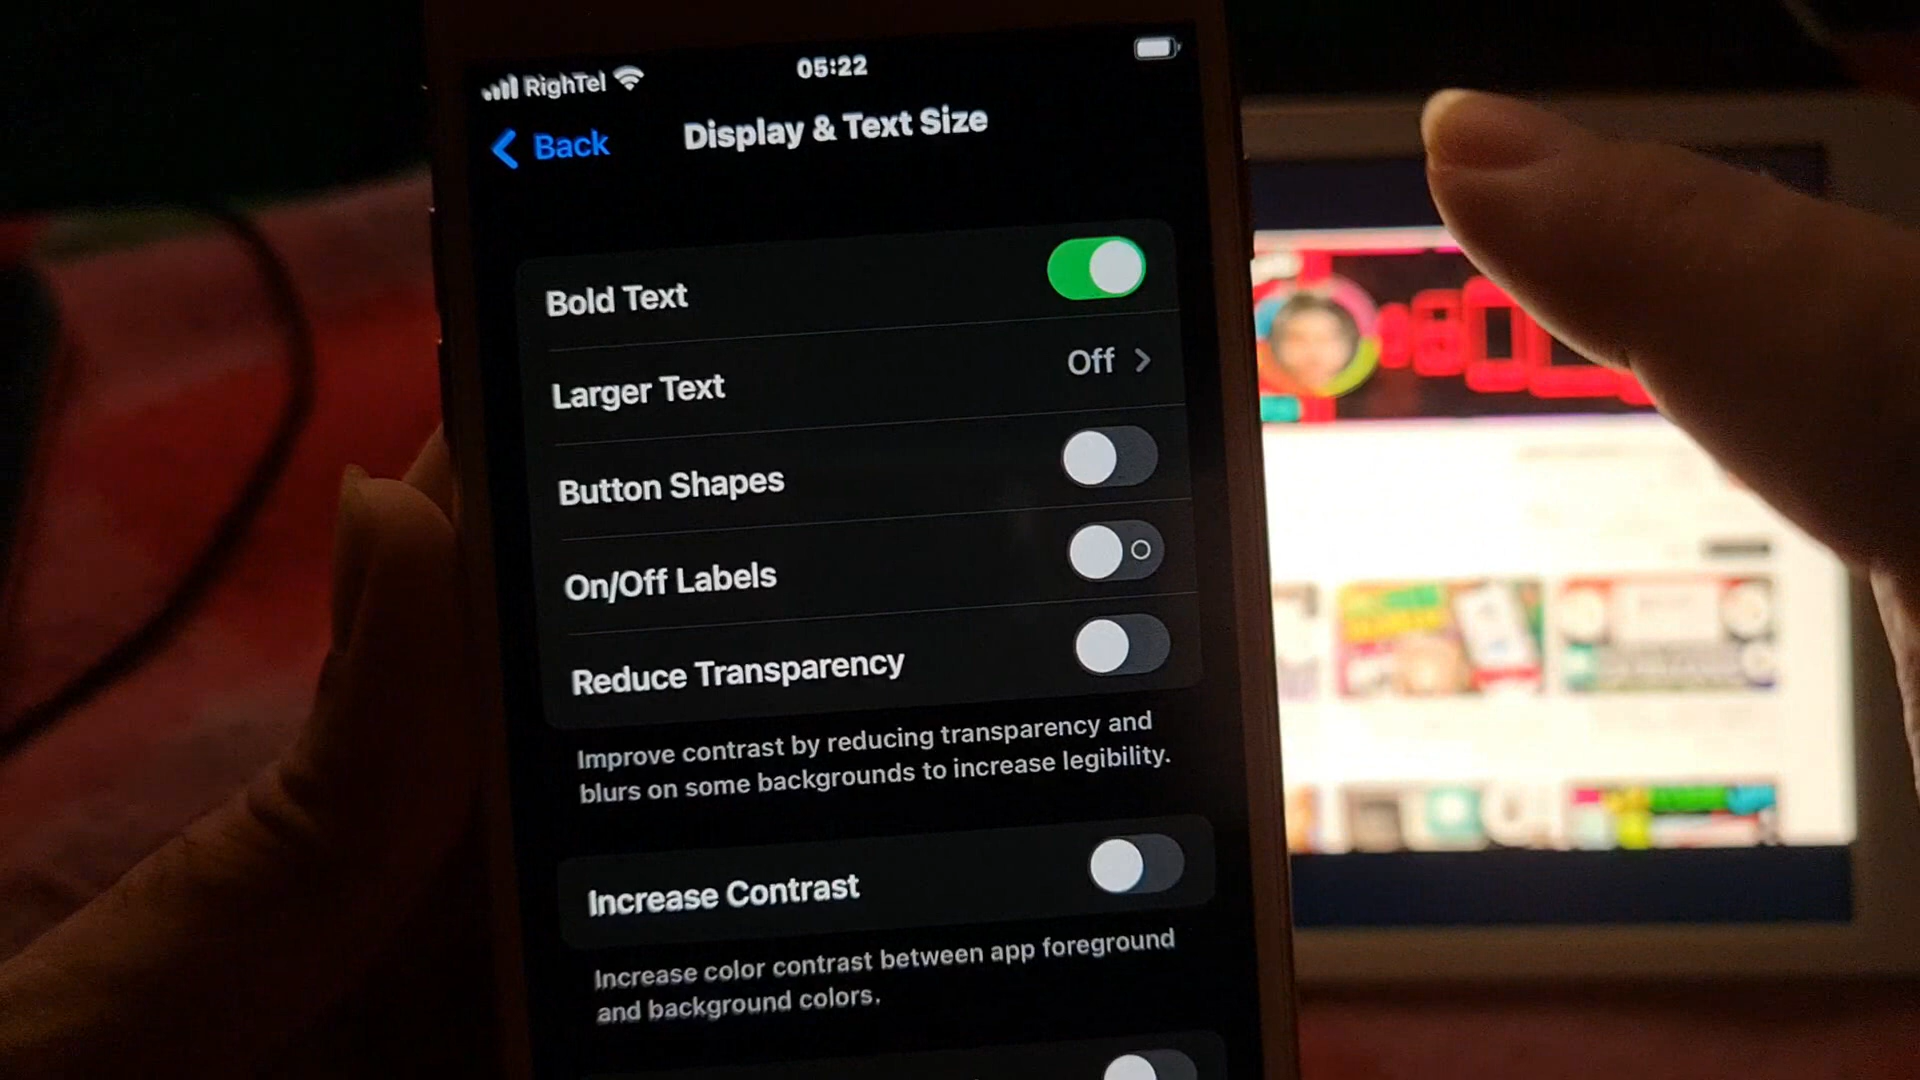 RighTel
05:22
Back
Display & Text Size
Bold Text
Larger Text
Off
Button Shapes
On/Off Labels
Reduce Transparency
Improve contrast by reducing transparency and
blurs on some backgrounds to increase legibility.
Increase Contrast
Increase color contrast between app foreground
and background colors.